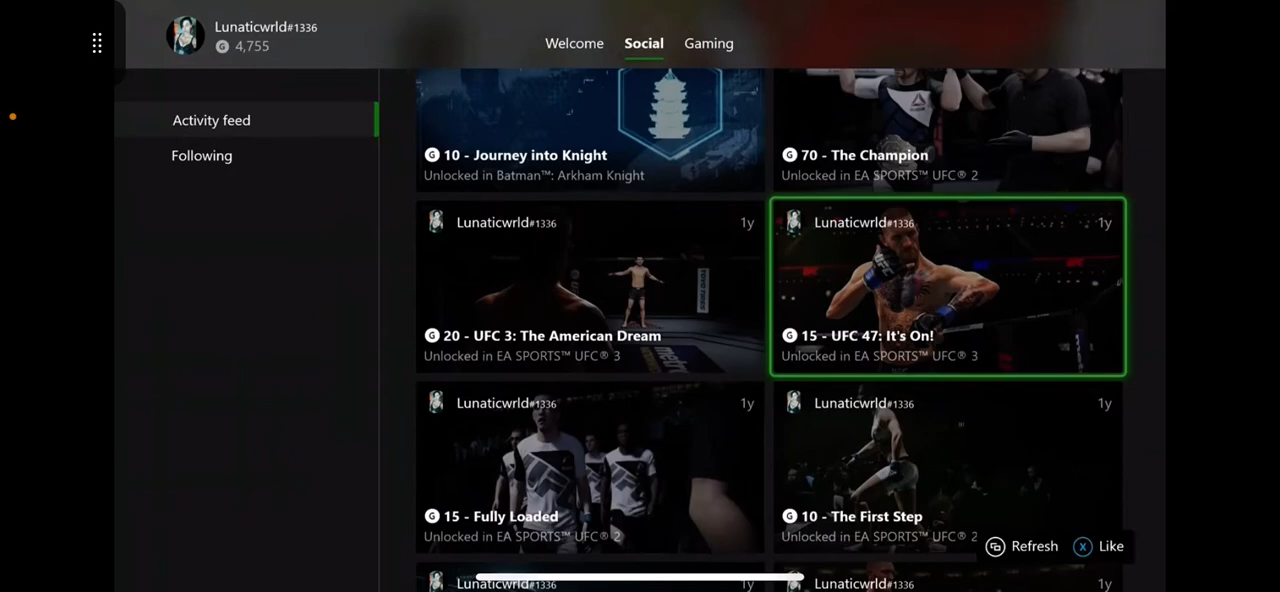 Lunaticwrld#1336
G 4,755
Welcome Social Gaming
Activity feed
Following
G 10 - Journey into Knight
Unlocked in Batman™: Arkham Knight
G 70 - The Champion
Unlocked in EA SPORTS™ UFC® 2
Lunaticwrld#1336 1y
TOYO TIRES
metro
G 20 - UFC 3: The American Dream
Unlocked in EA SPORTS™ UFC® 3
Lunaticwrld#1336 1y
UFC
G 15 - UFC 47: It's On!
Unlocked in EA SPORTS™ UFC® 3
Lunaticwrld#1336 1y
G 15 - Fully Loaded
Unlocked in EA SPORTS™ UFC® 2
Lunaticwrld#1336 1y
G 10 - The First Step
Unlocked in EA SPORTS™ UFC® 2
Refresh X Like
Lunaticwrld#1336 1y
Lunaticwrld#1336 1y